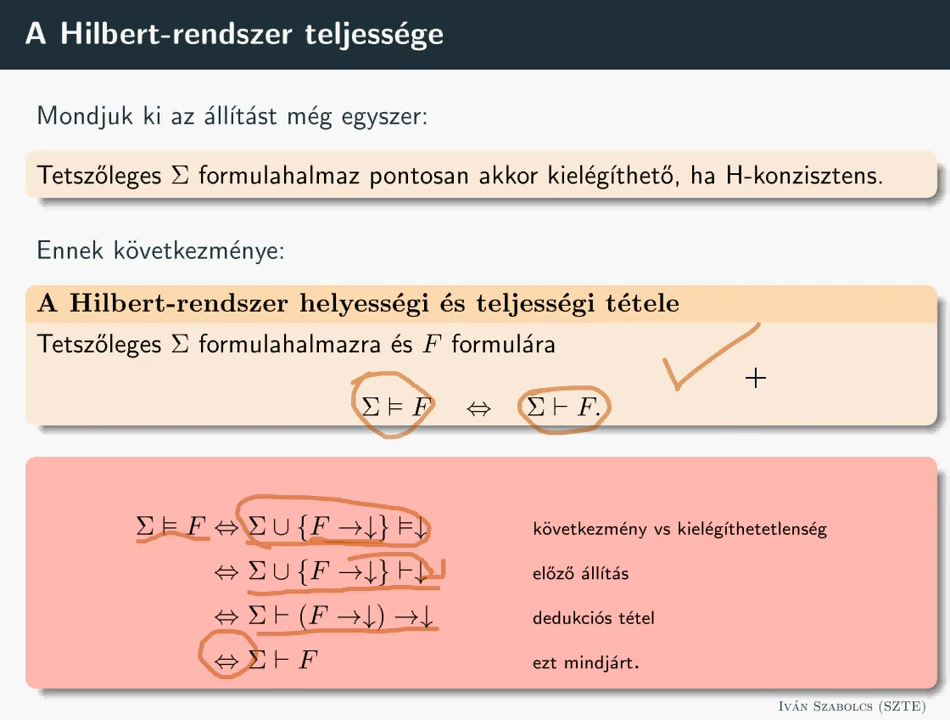 A Hilbert-rendszer teljessége
Mondjuk ki az állítást még egyszer:
Tetszőleges Σ formulahalmaz pontosan akkor kielégíthető, ha H-konzisztens.
Ennek következménye:
A Hilbert-rendszer helyességi és teljességi tétele
Tetszőleges Σ formulahalmazra és F formulára
Σ ⊨ F ⇔ Σ ⊢ F.
Σ ⊨ F ⇔ Σ ∪ {F →↓} ⊨↓ következmény vs kielégíthetetlenség
⇔ Σ ∪ {F →↓} ⊢↓ előző állítás
⇔ Σ ⊢ (F →↓) →↓ dedukciós tétel
⇔ Σ ⊢ F ezt mindjárt.
Iván Szabolcs (SZTE)